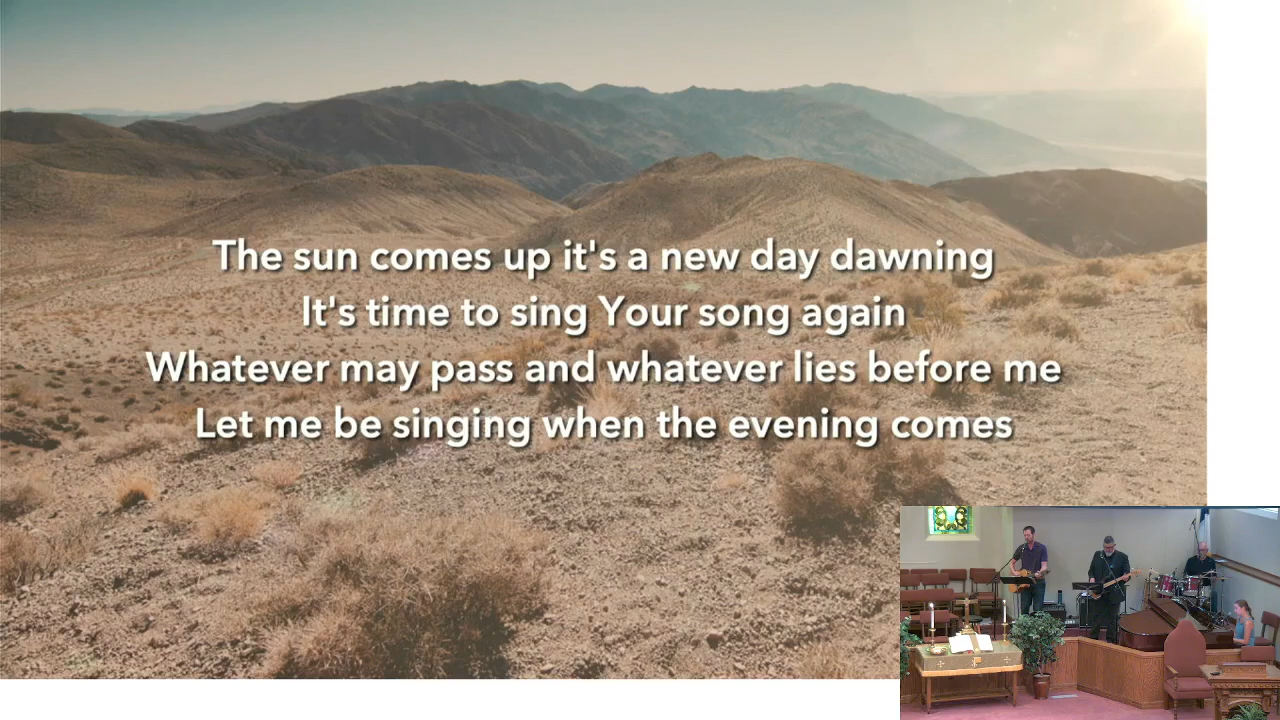 The sun comes up it's a new day dawning
It's time to sing Your song again
Whatever may pass and whatever lies before me
Let me be singing when the evening comes